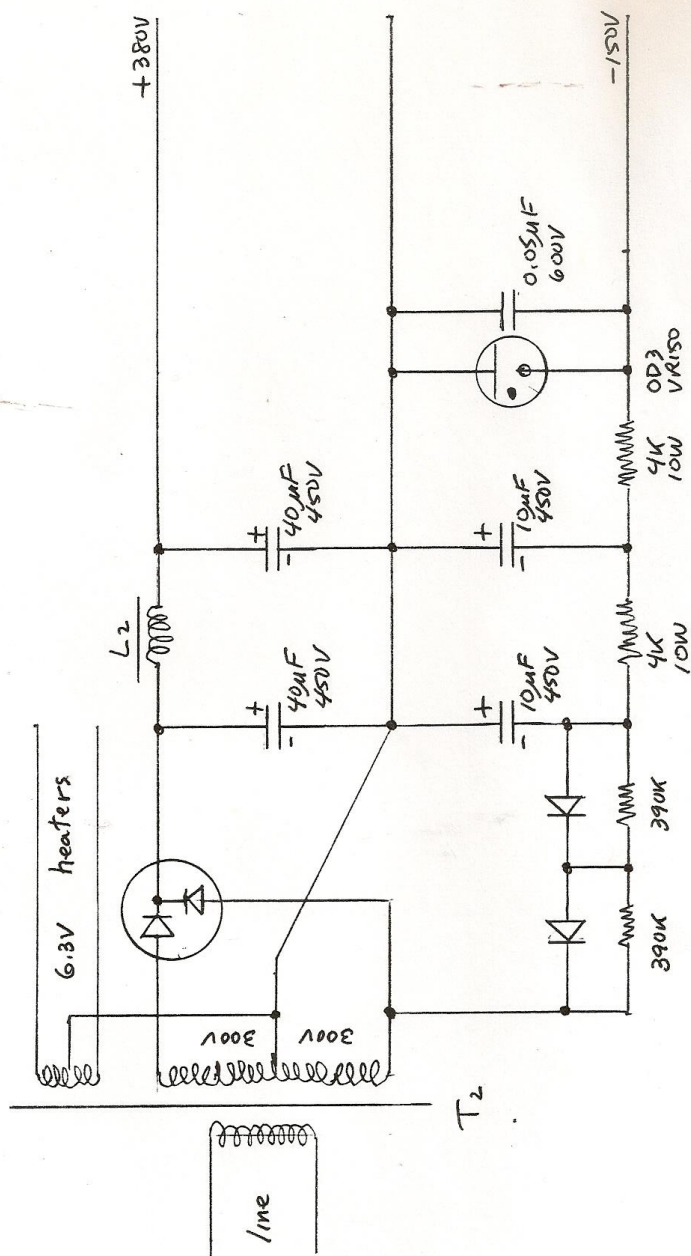 line
T2
6.3V heaters
300V
300V
L2
+380V
+
-
40µF
450V
+
-
40µF
450V
+
-
10µF
450V
+
-
10µF
450V
0.05µF
600V
390K
390K
4K
10W
4K
10W
OD3
VR150
-150V